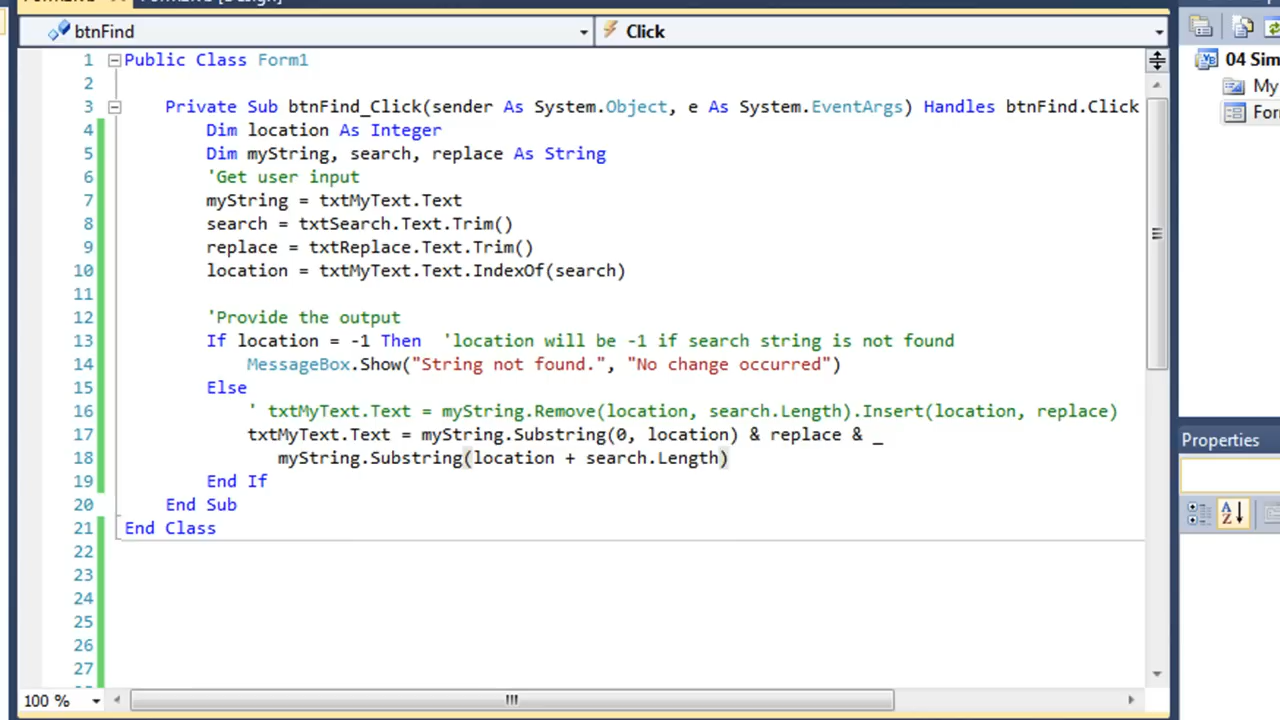 btnFind Click
1 Public Class Form1
2
3 Private Sub btnFind_Click(sender As System.Object, e As System.EventArgs) Handles btnFind.Click
4 Dim location As Integer
5 Dim myString, search, replace As String
6 'Get user input
7 myString = txtMyText.Text
8 search = txtSearch.Text.Trim()
9 replace = txtReplace.Text.Trim()
10 location = txtMyText.Text.IndexOf(search)
11
12 'Provide the output
13 If location = -1 Then 'location will be -1 if search string is not found
14 MessageBox.Show("String not found.", "No change occurred")
15 Else
16 ' txtMyText.Text = myString.Remove(location, search.Length).Insert(location, replace)
17 txtMyText.Text = myString.Substring(0, location) & replace & _
18 myString.Substring(location + search.Length)
19 End If
20 End Sub
21 End Class
22
23
24
25
26
27
100 %
04 Sim
My
For
Properties